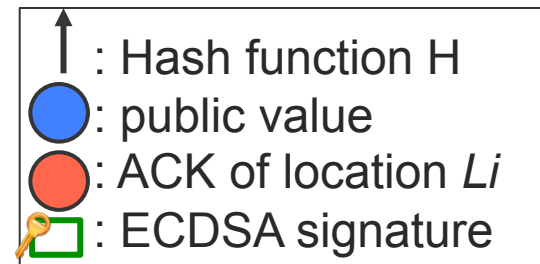 : Hash function H
: public value
: ACK of location Li
: ECDSA signature